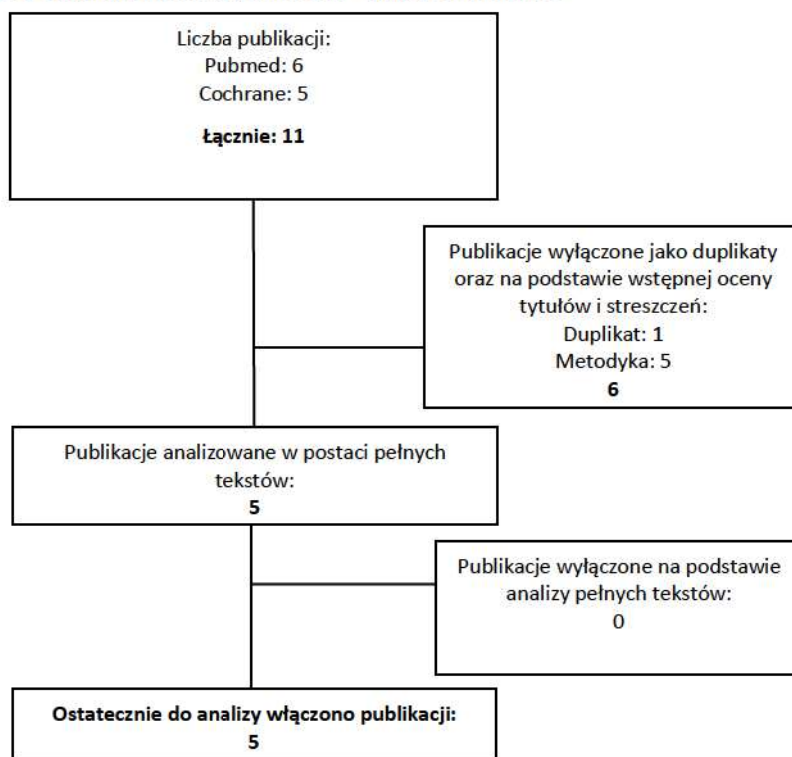 Liczba publikacji:
Pubmed: 6
Cochrane: 5
Łącznie: 11
Publikacje wyłączone jako duplikaty
oraz na podstawie wstępnej oceny
tytułów i streszczeń:
Duplikat: 1
Metodyka: 5
6
Publikacje analizowane w postaci pełnych
tekstów:
5
Publikacje wyłączone na podstawie
analizy pełnych tekstów:
0
Ostatecznie do analizy włączono publikacji:
5